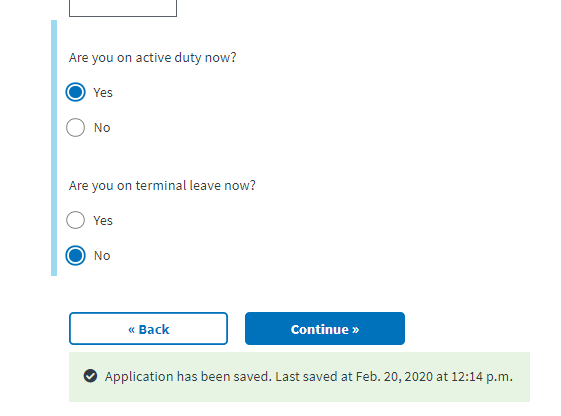 Are you on active duty now?
Yes
No
Are you on terminal leave now?
Yes
No
« Back
Continue »
Application has been saved. Last saved at Feb. 20, 2020 at 12:14 p.m.